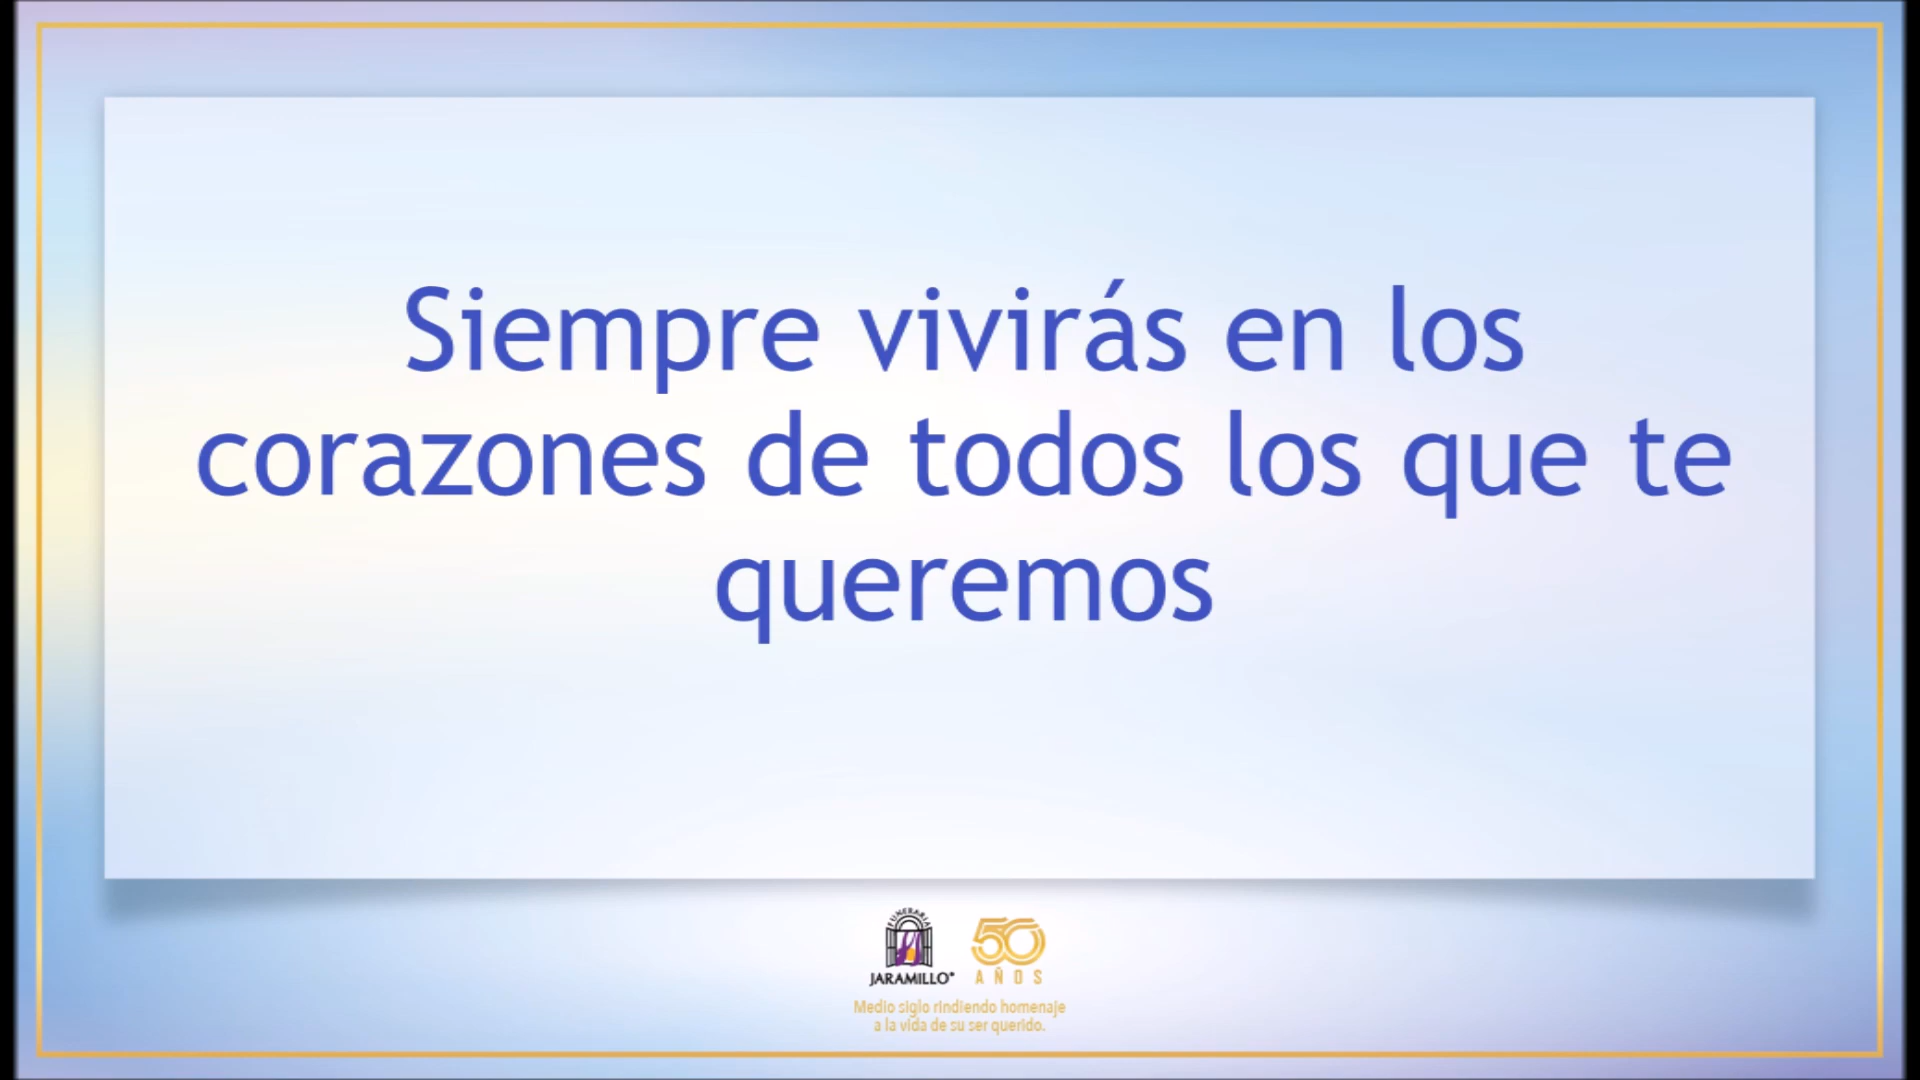 Siempre vivirás en los
corazones de todos los que te
queremos
FUNERARIA
JARAMILLO®
50
AÑOS
Medio siglo rindiendo homenaje
a la vida de su ser querido.